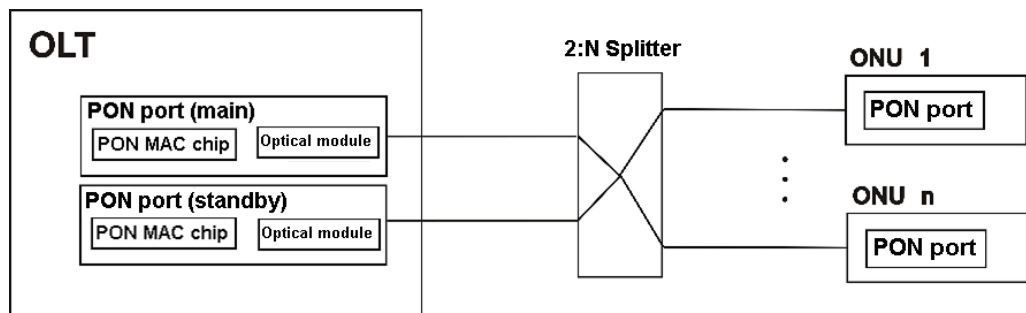 OLT
PON port (main)
PON MAC chip
Optical module
PON port (standby)
PON MAC chip
Optical module
2:N Splitter
ONU 1
PON port
ONU n
PON port